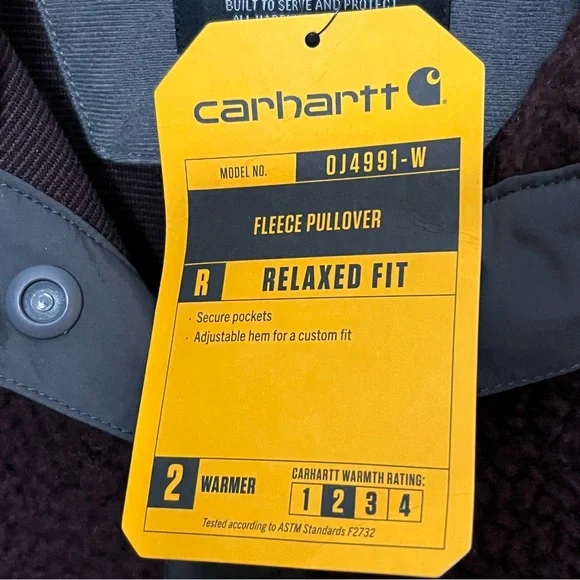 BUILT TO SERVE AND PROTECT
carhartt
MODEL NO. OJ4991-W
FLEECE PULLOVER
R RELAXED FIT
· Secure pockets
· Adjustable hem for a custom fit
2 WARMER
CARHARTT WARMTH RATING:
1 2 3 4
Tested according to ASTM Standards F2732